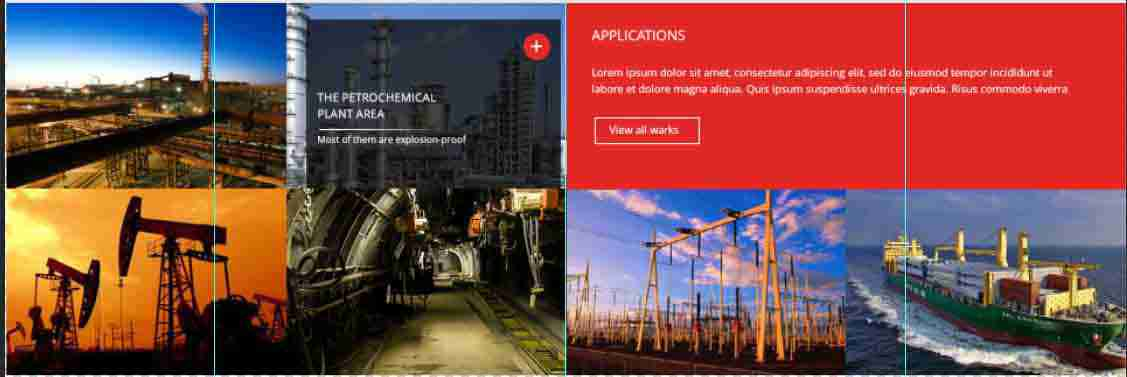 THE PETROCHEMICAL
PLANT AREA
Most of them are explosion-proof
APPLICATIONS
Lorem ipsum dolor sit amet, consectetur adipiscing elit, sed do eiusmod tempor incididunt ut
labore et dolore magna aliqua. Quis ipsum suspendisse ultrices gravida. Risus commodo viverra
View all warks